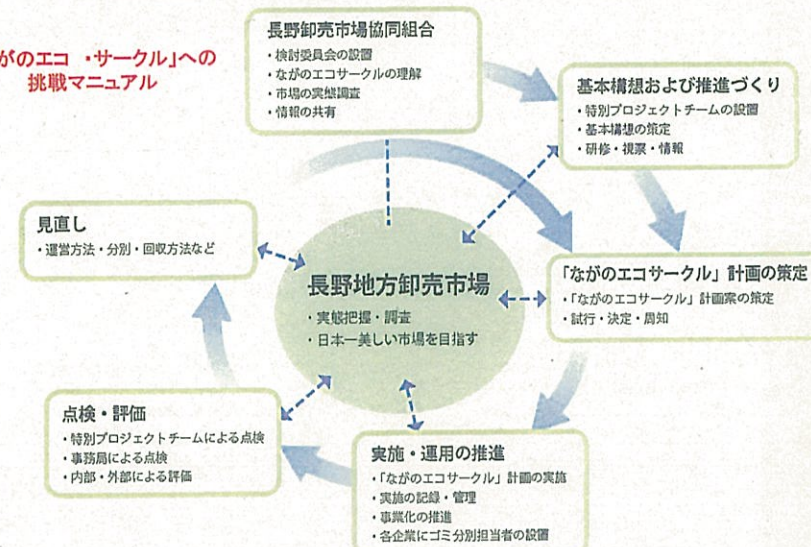 がのエコ ・サークル」への
挑戦マニュアル
長野卸売市場協同組合
・検討委員会の設置
・ながのエコサークルの理解
・市場の実態調査
・情報の共有
基本構想および推進づくり
・特別プロジェクトチームの設置
・基本構想の策定
・研修・視察・情報
「ながのエコサークル」計画の策定
・「ながのエコサークル」計画案の策定
・試行・決定・周知
見直し
・運営方法・分別・回収方法など
長野地方卸売市場
・実態把握・調査
・日本一美しい市場を目指す
点検・評価
・特別プロジェクトチームによる点検
・事務局による点検
・内部・外部による評価
実施・運用の推進
・「ながのエコサークル」計画の実施
・実施の記録・管理
・事業化の推進
・各企業にゴミ分別担当者の設置